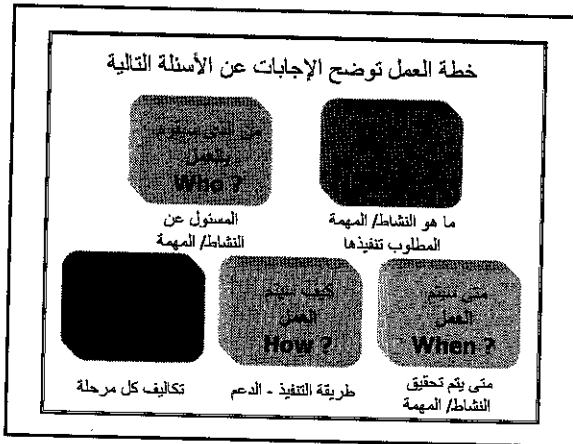 خطة العمل توضح الإجابات عن الأسئلة التالية
من الذي سيقوم
بالعمل
Who ?
ما هو النشاط/ المهمة
المطلوب تنفيذها
المسئول عن
النشاط/ المهمة
متى سيتم
العمل
When ?
كيف سيتم
العمل
How ?
متى يتم تحقيق
النشاط/ المهمة
طريقة التنفيذ - الدعم
تكاليف كل مرحلة